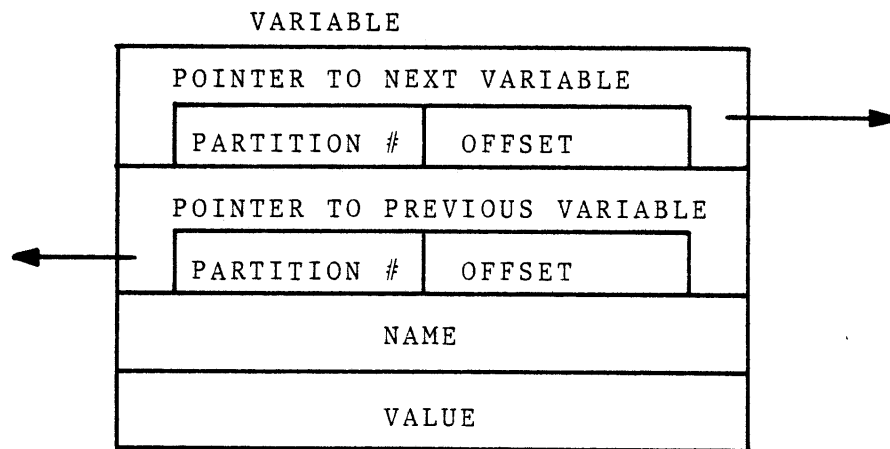 VARIABLE
POINTER TO NEXT VARIABLE
PARTITION # OFFSET
POINTER TO PREVIOUS VARIABLE
PARTITION # OFFSET
NAME
VALUE